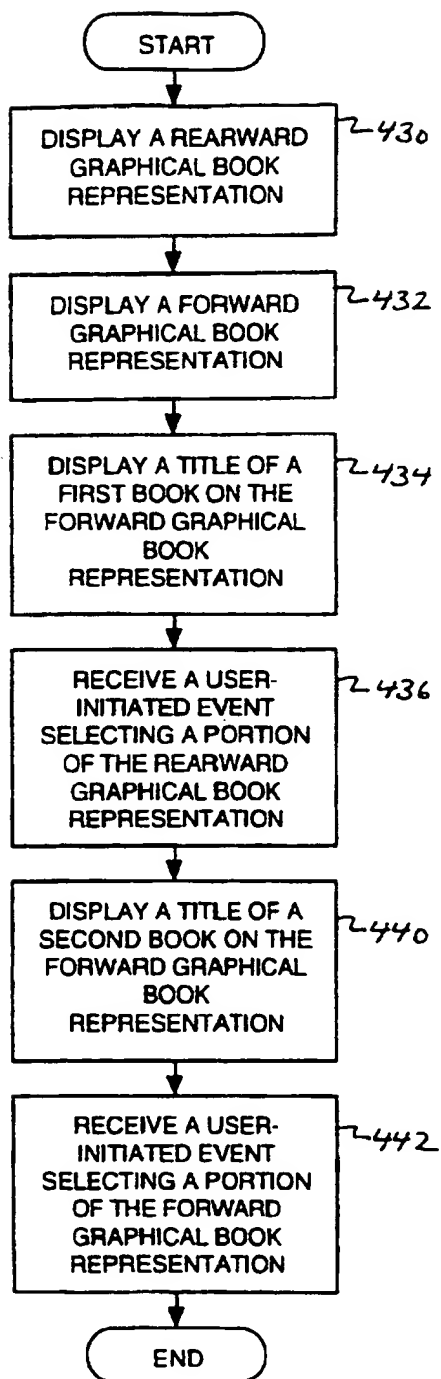 START
DISPLAY A REARWARD
GRAPHICAL BOOK
REPRESENTATION
430
DISPLAY A FORWARD
GRAPHICAL BOOK
REPRESENTATION
432
DISPLAY A TITLE OF A
FIRST BOOK ON THE
FORWARD GRAPHICAL
BOOK
REPRESENTATION
434
RECEIVE A USER-
INITIATED EVENT
SELECTING A PORTION
OF THE REARWARD
GRAPHICAL BOOK
REPRESENTATION
436
DISPLAY A TITLE OF A
SECOND BOOK ON THE
FORWARD GRAPHICAL
BOOK
REPRESENTATION
440
RECEIVE A USER-
INITIATED EVENT
SELECTING A PORTION
OF THE FORWARD
GRAPHICAL BOOK
REPRESENTATION
442
END